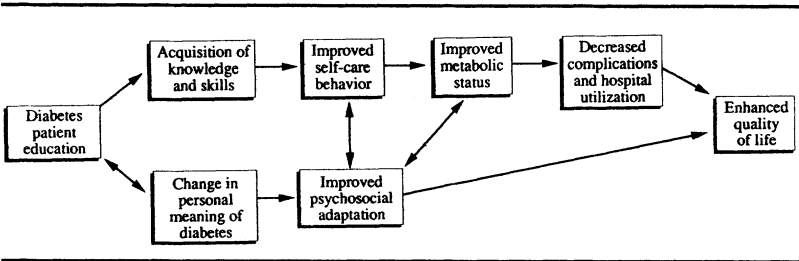 Acquisition of
knowledge
and skills
Improved
self-care
behavior
Improved
metabolic
status
Decreased
complications
and hospital
utilization
Diabetes
patient
education
Enhanced
quality
of life
Change in
personal
meaning of
diabetes
Improved
psychosocial
adaptation